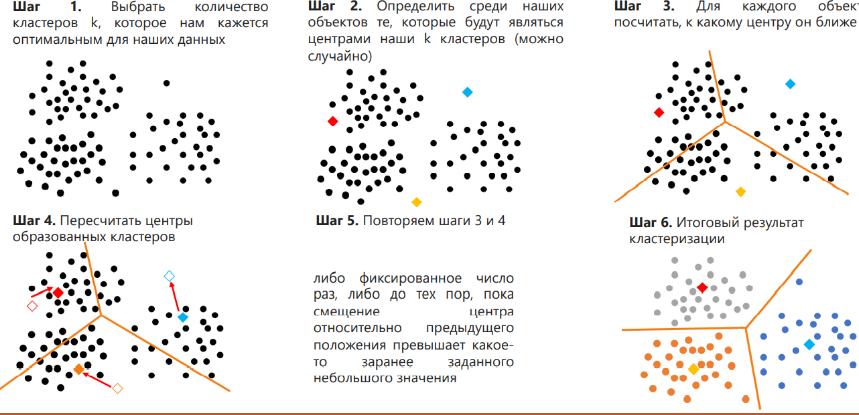 Шаг 1. Выбрать количество
кластеров k, которое нам кажется
оптимальным для наших данных
Шаг 2. Определить среди наших
объектов те, которые будут являться
центрами наши k кластеров (можно
случайно)
Шаг 3. Для каждого объек
посчитать, к какому центру он ближе
Шаг 4. Пересчитать центры
образованных кластеров
Шаг 5. Повторяем шаги 3 и 4
либо фиксированное число
раз, либо до тех пор, пока
смещение центра
относительно предыдущего
положения превышает какое-
то заранее заданного
небольшого значения
Шаг 6. Итоговый результат
кластеризации